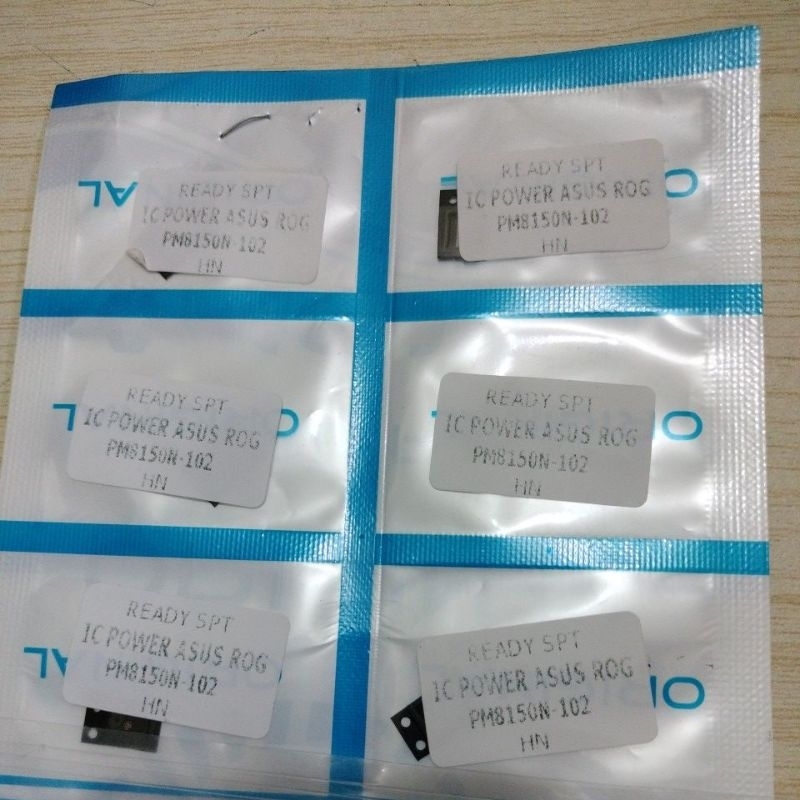 READY SPT
IC POWER ASUS ROG
PM8150N-102
HN
READY SPT
IC POWER ASUS ROG
PM8150N-102
HN
READY SPT
IC POWER ASUS ROG
PM8150N-102
HN
READY SPT
IC POWER ASUS ROG
PM8150N-102
HN
READY SPT
IC POWER ASUS ROG
PM8150N-102
HN
READY SPT
IC POWER ASUS ROG
PM8150N-102
HN